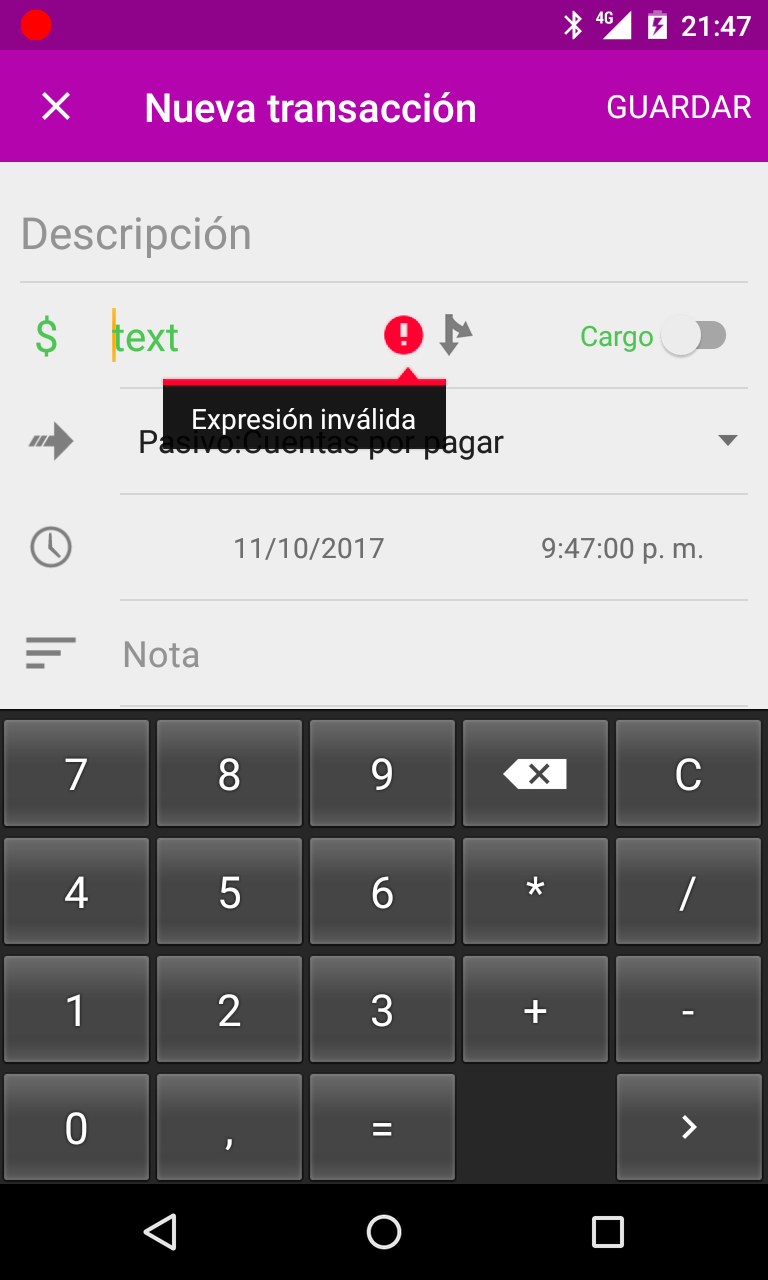 4G 21:47
Nueva transacción GUARDAR
Descripción
$ text Cargo
Expresión inválida
Pasivo:Cuentas por pagar
11/10/2017 9:47:00 p. m.
Nota
7 8 9 C
4 5 6 * /
1 2 3 + -
0 , = >